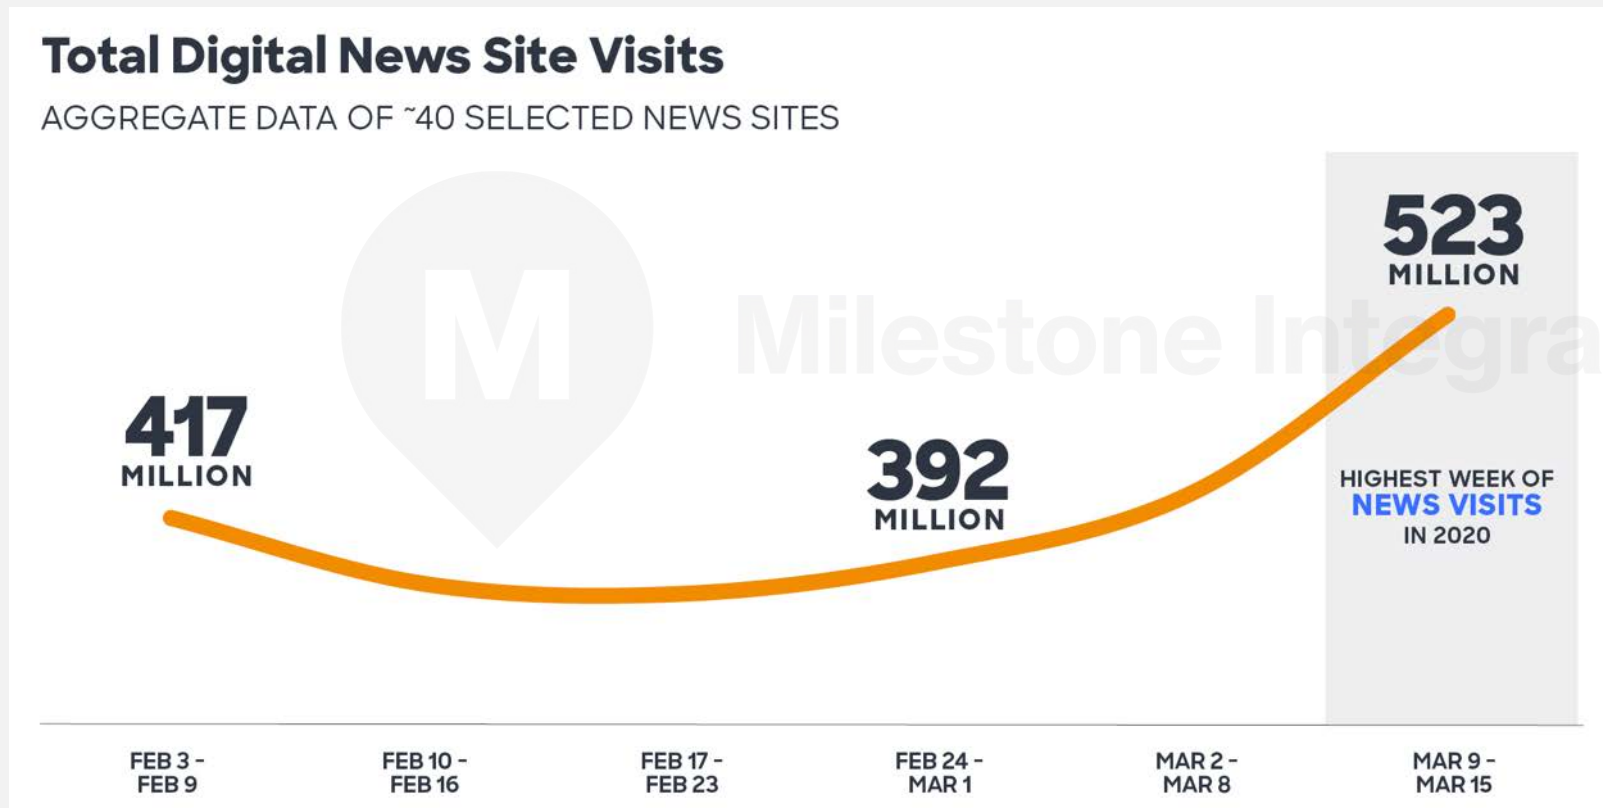 Total Digital News Site Visits
AGGREGATE DATA OF ~40 SELECTED NEWS SITES
523
MILLION
M
Milestone Integra
417
MILLION
392
MILLION
HIGHEST WEEK OF
NEWS VISITS
IN 2020
FEB 3 -
FEB 9
FEB 10 -
FEB 16
FEB 17 -
FEB 23
FEB 24 -
MAR 1
MAR 2 -
MAR 8
MAR 9 -
MAR 15